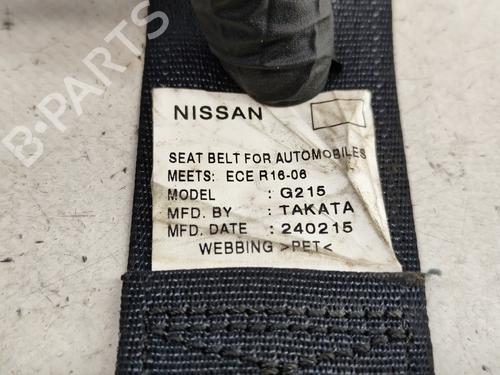 NISSAN
SEAT BELT FOR AUTOMOBILES
MEETS: ECE R16-06
MODEL : G215
MFD. BY : TAKATA
MFD. DATE : 240215
WEBBING >PET<
B-PARTS